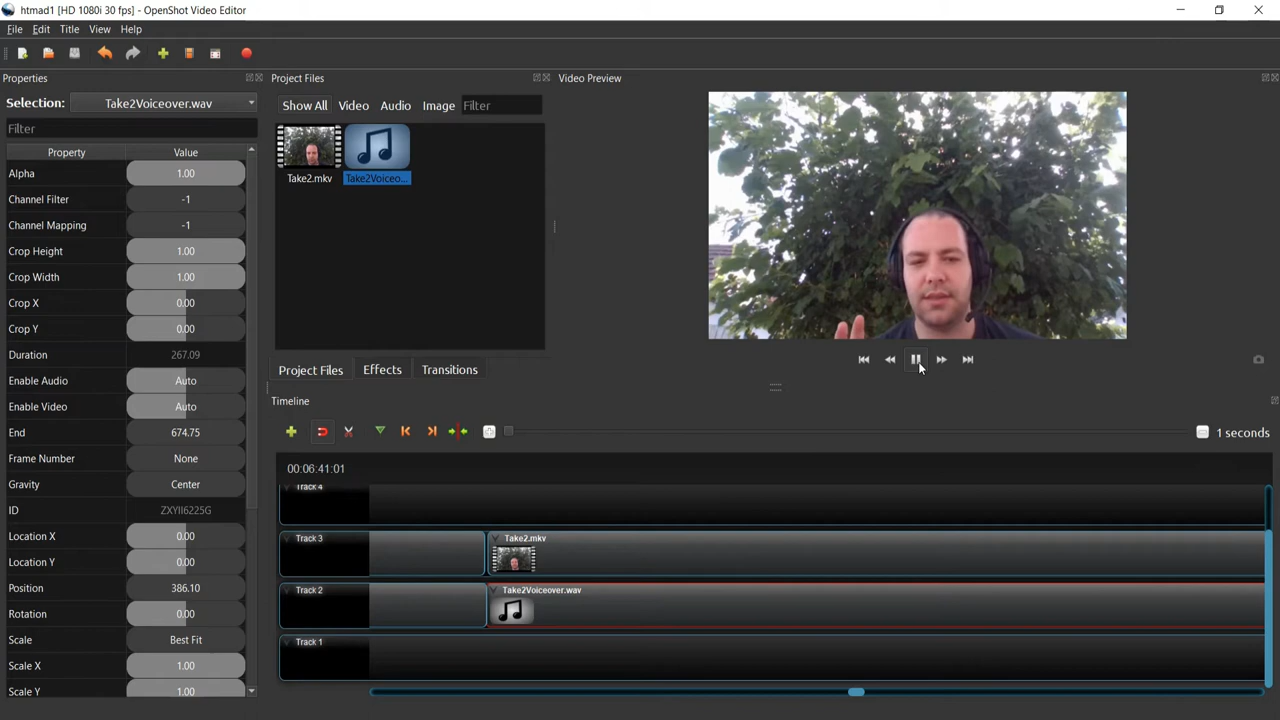 htmad1 [HD 1080i 30 fps] - OpenShot Video Editor
File Edit Title View Help
Properties
Project Files
Video Preview
Selection: Take2Voiceover.wav
Show All Video Audio Image Filter
Filter
Property Value
Alpha 1.00
Channel Filter -1
Channel Mapping -1
Crop Height 1.00
Crop Width 1.00
Crop X 0.00
Crop Y 0.00
Duration 267.09
Enable Audio Auto
Enable Video Auto
End 674.75
Frame Number None
Gravity Center
ID ZXYII6225G
Location X 0.00
Location Y 0.00
Position 386.10
Rotation 0.00
Scale Best Fit
Scale X 1.00
Scale Y 1.00
Take2.mkv Take2Voiceo...
Project Files Effects Transitions
Timeline
1 seconds
00:06:41:01
Track 4
Track 3 Take2.mkv
Track 2 Take2Voiceover.wav
Track 1